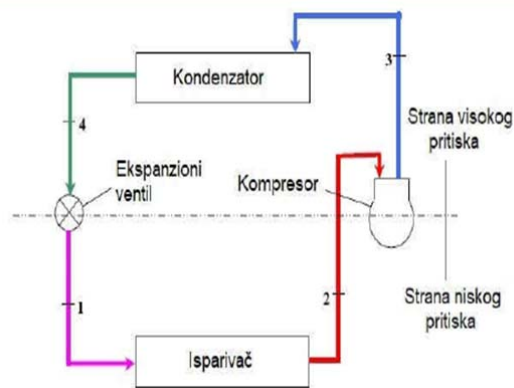 3
Kondenzator
4
Strana visokog
pritiska
Ekspanzioni
ventil
Kompresor
1
2
Strana niskog
pritiska
Isparivač